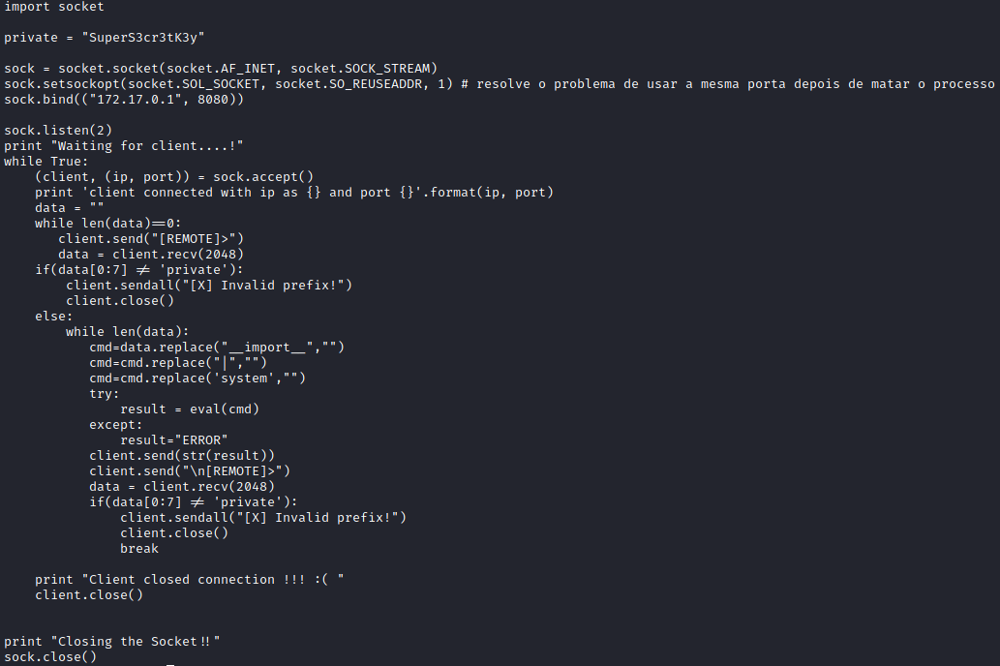 import socket

private = "SuperS3cr3tK3y"

sock = socket.socket(socket.AF_INET, socket.SOCK_STREAM)
sock.setsockopt(socket.SOL_SOCKET, socket.SO_REUSEADDR, 1) # resolve o problema de usar a mesma porta depois de matar o processo
sock.bind(("172.17.0.1", 8080))

sock.listen(2)
print "Waiting for client....!"
while True:
    (client, (ip, port)) = sock.accept()
    print 'client connected with ip as {} and port {}'.format(ip, port)
    data = ""
    while len(data)==0:
       client.send("[REMOTE]>")
       data = client.recv(2048)
    if(data[0:7] != 'private'):
        client.sendall("[X] Invalid prefix!")
        client.close()
    else:
        while len(data):
           cmd=data.replace("__import__","")
           cmd=cmd.replace("|","")
           cmd=cmd.replace('system',"")
           try:
               result = eval(cmd)
           except:
               result="ERROR"
           client.send(str(result))
           client.send("\n[REMOTE]>")
           data = client.recv(2048)
           if(data[0:7] != 'private'):
               client.sendall("[X] Invalid prefix!")
               client.close()
               break

    print "Client closed connection !!! :( "
    client.close()


print "Closing the Socket!!"
sock.close()